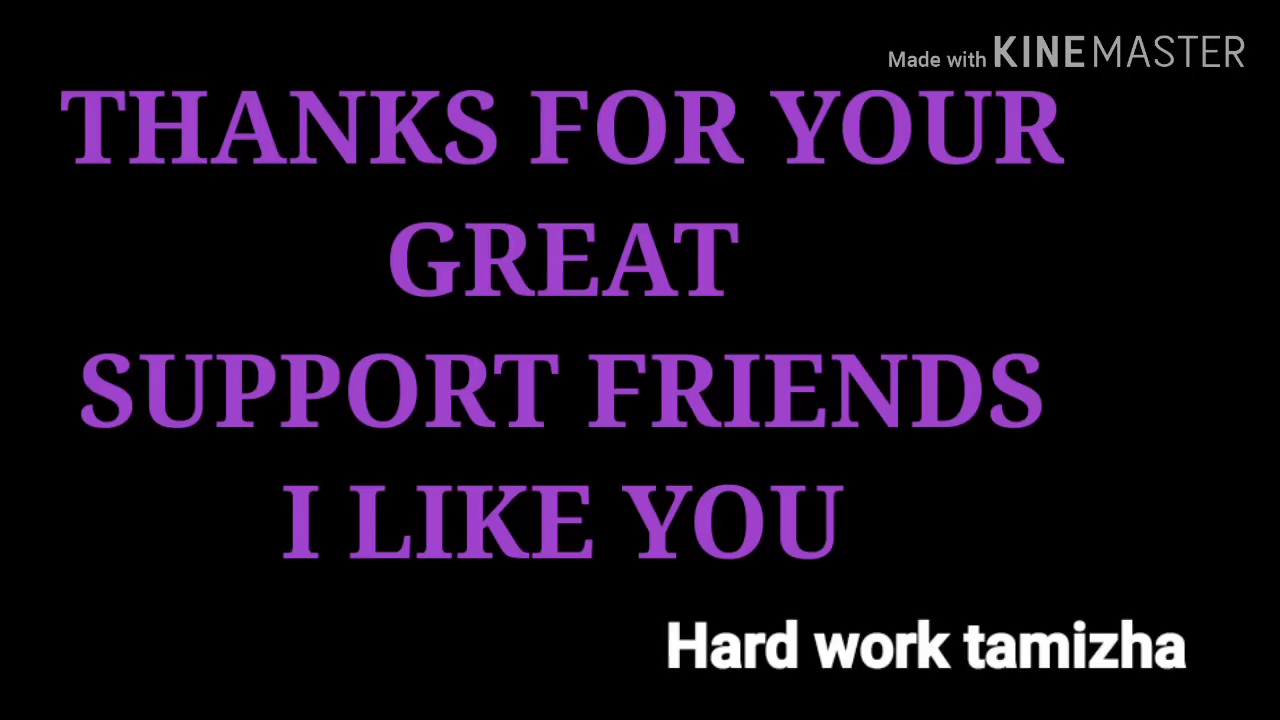 Made with KINEMASTER
THANKS FOR YOUR
GREAT
SUPPORT FRIENDS
I LIKE YOU
Hard work tamizha